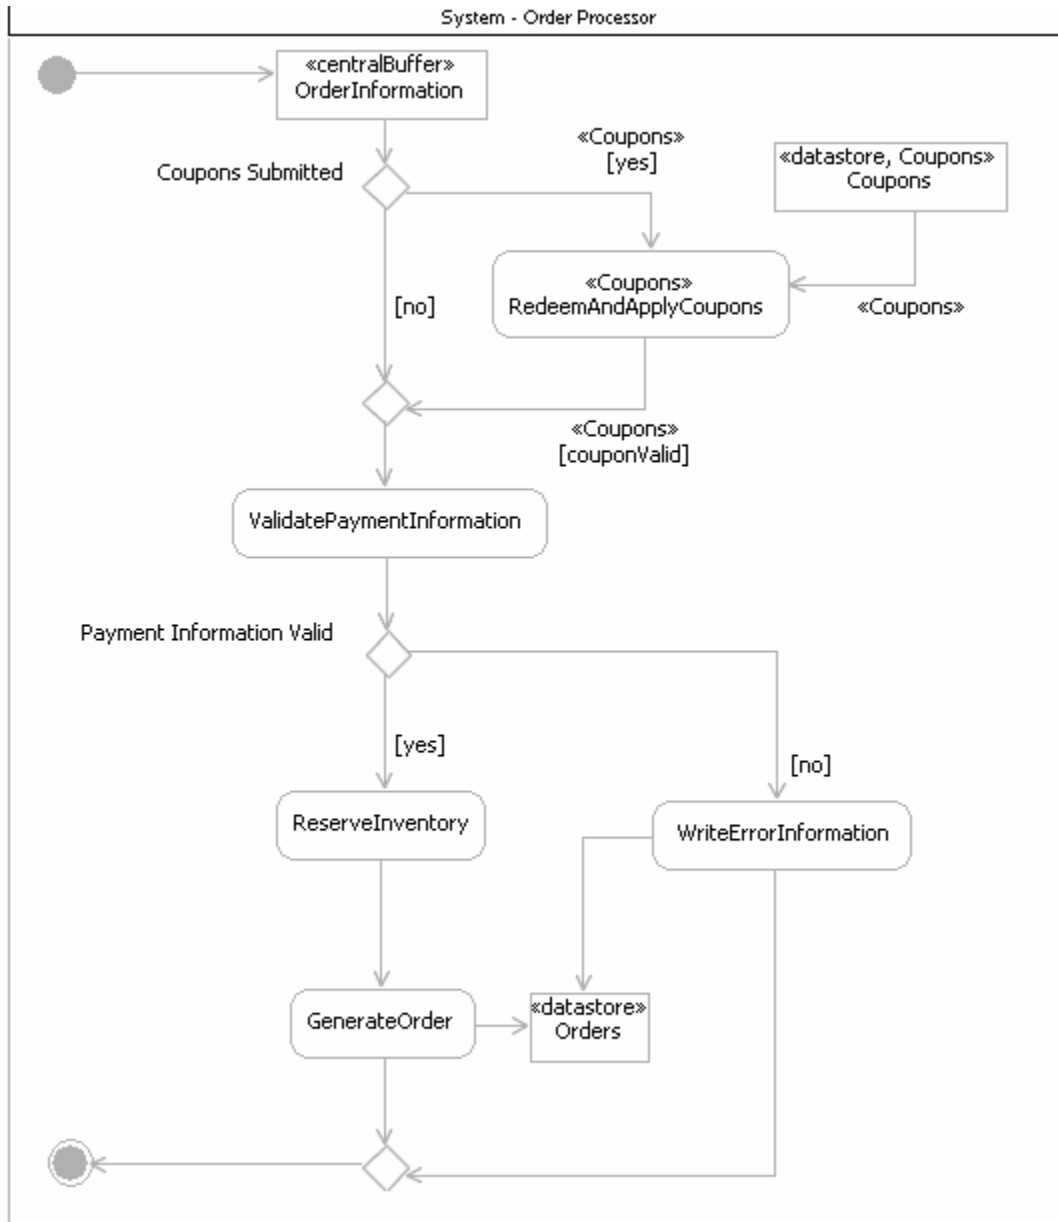 System - Order Processor
«centralBuffer»
OrderInformation
Coupons Submitted
«Coupons»
[yes]
«datastore, Coupons»
Coupons
«Coupons»
RedeemAndApplyCoupons
«Coupons»
[no]
«Coupons»
[couponValid]
ValidatePaymentInformation
Payment Information Valid
[yes]
[no]
ReserveInventory
WriteErrorInformation
GenerateOrder
«datastore»
Orders